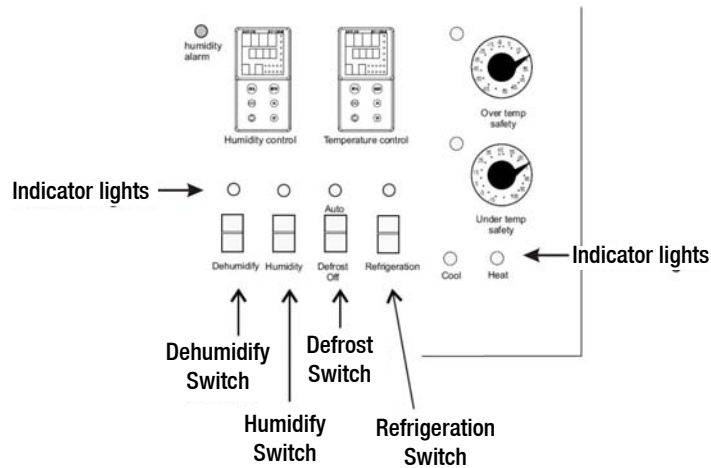 humidity
alarm
Humidity control
Temperature control
Over temp
safety
Under temp
safety
Indicator lights
Auto
Dehumidify
Humidity
Defrost
Off
Refrigeration
Cool
Heat
Indicator lights
Dehumidify
Switch
Defrost
Switch
Humidify
Switch
Refrigeration
Switch